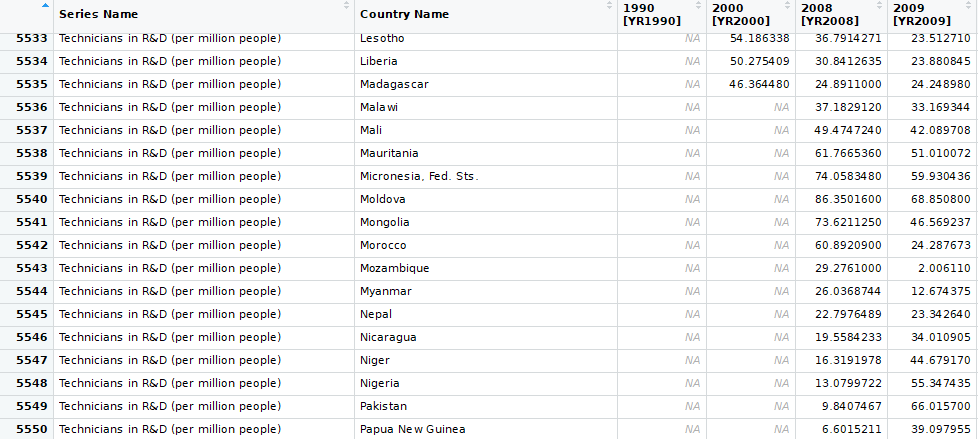 Series Name Country Name 1990 [YR1990] 2000 [YR2000] 2008 [YR2008] 2009 [YR2009]
5533 Technicians in R&D (per million people) Lesotho NA 54.186338 36.7914271 23.512710
5534 Technicians in R&D (per million people) Liberia NA 50.275409 30.8412635 23.880845
5535 Technicians in R&D (per million people) Madagascar NA 46.364480 24.8911000 24.248980
5536 Technicians in R&D (per million people) Malawi NA NA 37.1829120 33.169344
5537 Technicians in R&D (per million people) Mali NA NA 49.4747240 42.089708
5538 Technicians in R&D (per million people) Mauritania NA NA 61.7665360 51.010072
5539 Technicians in R&D (per million people) Micronesia, Fed. Sts. NA NA 74.0583480 59.930436
5540 Technicians in R&D (per million people) Moldova NA NA 86.3501600 68.850800
5541 Technicians in R&D (per million people) Mongolia NA NA 73.6211250 46.569237
5542 Technicians in R&D (per million people) Morocco NA NA 60.8920900 24.287673
5543 Technicians in R&D (per million people) Mozambique NA NA 29.2761000 2.006110
5544 Technicians in R&D (per million people) Myanmar NA NA 26.0368744 12.674375
5545 Technicians in R&D (per million people) Nepal NA NA 22.7976489 23.342640
5546 Technicians in R&D (per million people) Nicaragua NA NA 19.5584233 34.010905
5547 Technicians in R&D (per million people) Niger NA NA 16.3191978 44.679170
5548 Technicians in R&D (per million people) Nigeria NA NA 13.0799722 55.347435
5549 Technicians in R&D (per million people) Pakistan NA NA 9.8407467 66.015700
5550 Technicians in R&D (per million people) Papua New Guinea NA NA 6.6015211 39.097955